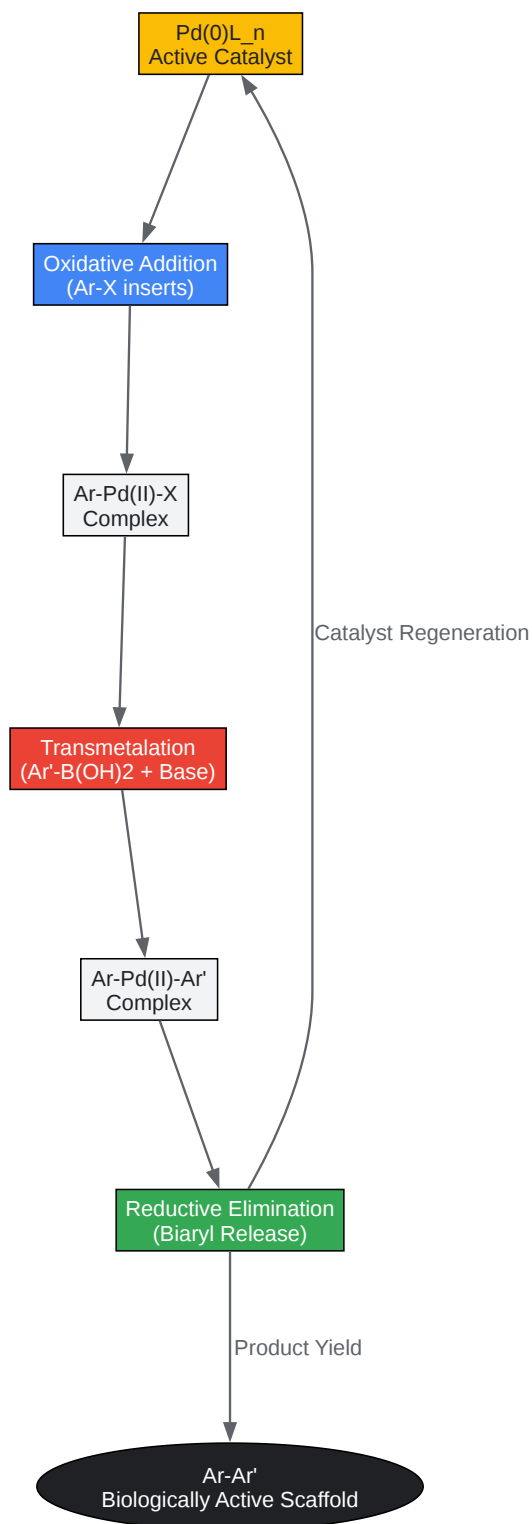 Pd(0)L_n
Active Catalyst
Oxidative Addition
(Ar-X inserts)
Ar-Pd(II)-X
Complex
Catalyst Regeneration
Transmetalation
(Ar'-B(OH)2 + Base)
Ar-Pd(II)-Ar'
Complex
Reductive Elimination
(Biaryl Release)
Product Yield
Ar-Ar'
Biologically Active Scaffold